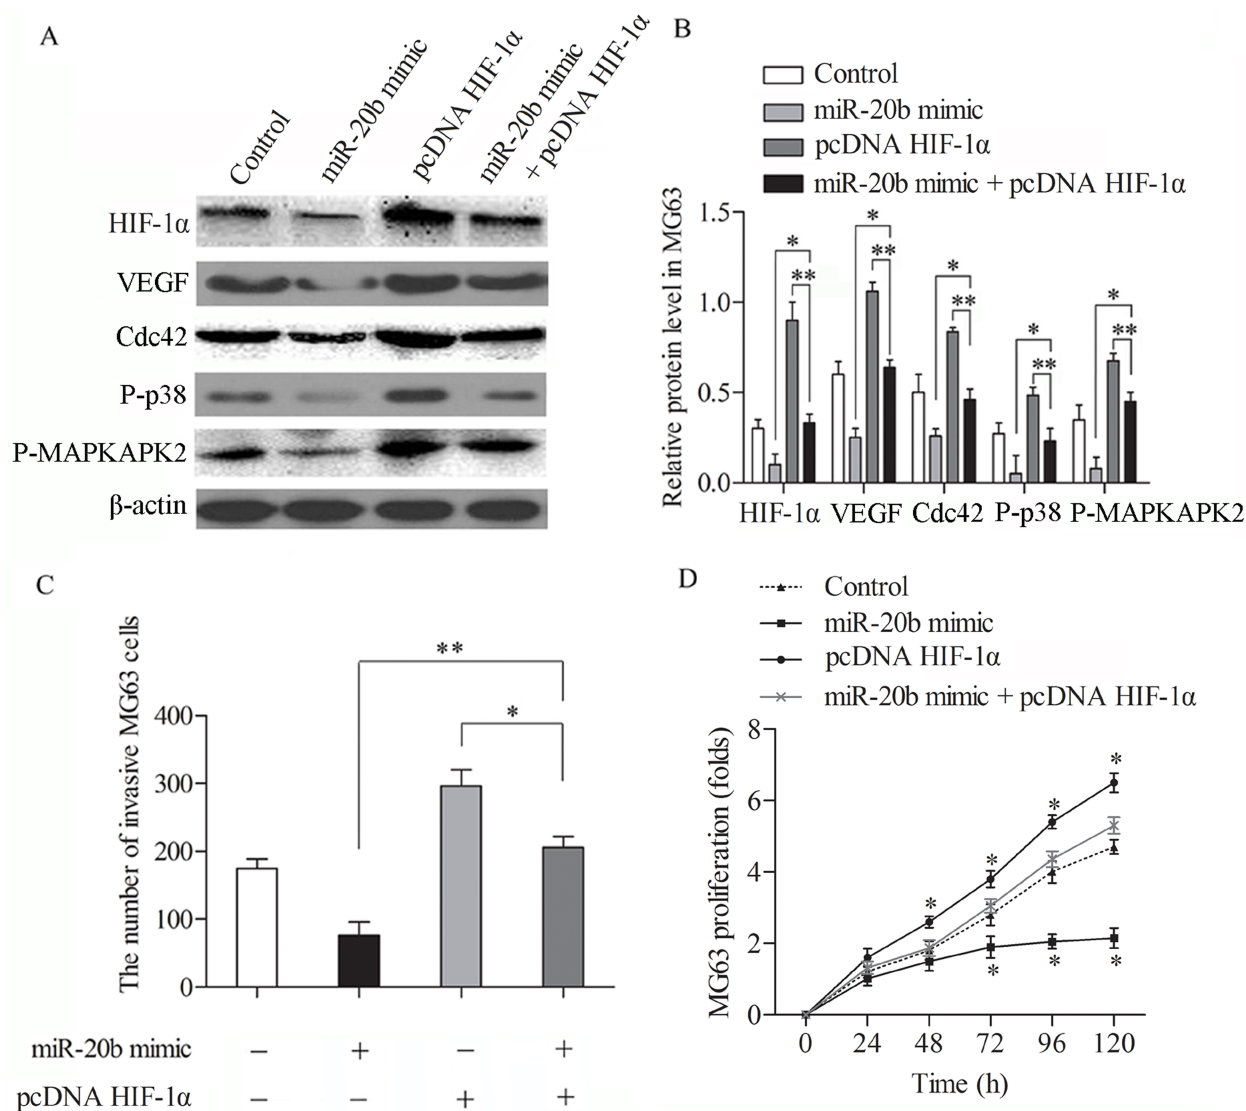 A
Control
miR-20b mimic
pcDNA HIF-1α
miR-20b mimic
+ pcDNA HIF-1α
HIF-1α
VEGF
Cdc42
P-p38
P-MAPKAPK2
β-actin
B
Control
miR-20b mimic
pcDNA HIF-1α
miR-20b mimic + pcDNA HIF-1α
Relative protein level in MG63
1.5
1.0
0.5
0.0
* ** * ** * ** * ** * **
HIF-1α VEGF Cdc42 P-p38 P-MAPKAPK2
C
The number of invasive MG63 cells
400
300
200
100
0
**
*
miR-20b mimic − + − +
pcDNA HIF-1α − − + +
D
Control
miR-20b mimic
pcDNA HIF-1α
miR-20b mimic + pcDNA HIF-1α
MG63 proliferation (folds)
8
6
4
2
0
* * * *
* * *
0 24 48 72 96 120
Time (h)